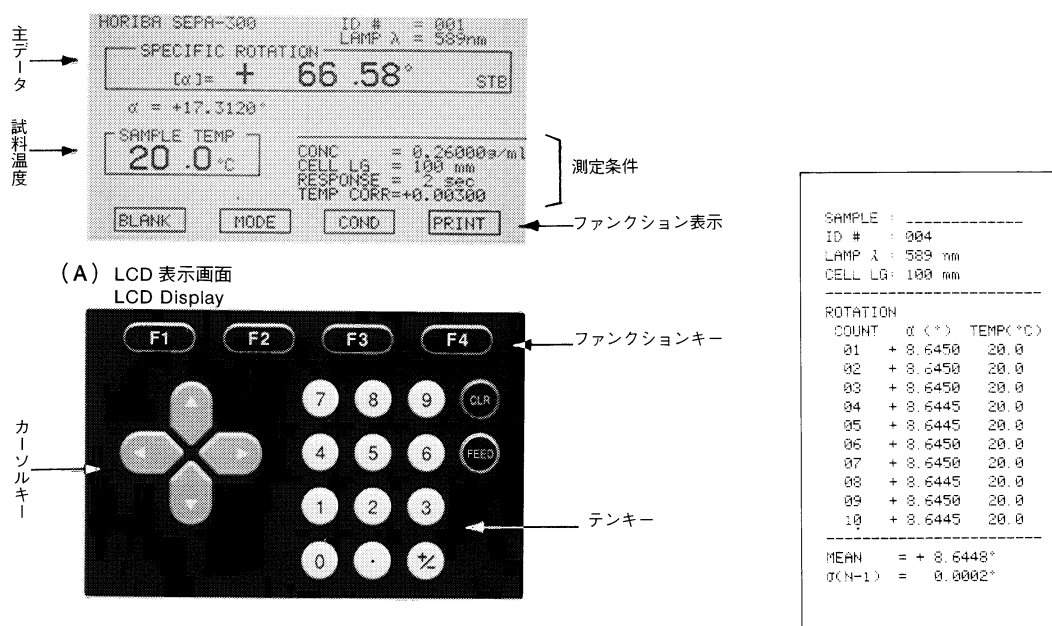 主データ
HORIBA SEPA-300
ID # = 001
LAMP λ = 589nm
SPECIFIC ROTATION
[α]= + 66 .58°
STB
α = +17.3120°
試料温度
SAMPLE TEMP
20 .0 °C
CONC = 0.26000g/ml
CELL LG = 100 mm
RESPONSE = 2 sec
TEMP CORR=+0.00300
測定条件
BLANK MODE COND PRINT
ファンクション表示
(A) LCD 表示画面
LCD Display
F1 F2 F3 F4
ファンクションキー
7 8 9 CLR
4 5 6 FEED
1 2 3
0 · +/-
カーソルキー
テンキー
SAMPLE : ____________
ID # : 004
LAMP λ : 589 nm
CELL LG: 100 mm
ROTATION
COUNT α (°) TEMP(°C)
01 + 8.6450 20.0
02 + 8.6450 20.0
03 + 8.6450 20.0
04 + 8.6445 20.0
05 + 8.6445 20.0
06 + 8.6450 20.0
07 + 8.6450 20.0
08 + 8.6445 20.0
09 + 8.6450 20.0
10 + 8.6445 20.0
MEAN = + 8.6448°
σ(N-1) = 0.0002°